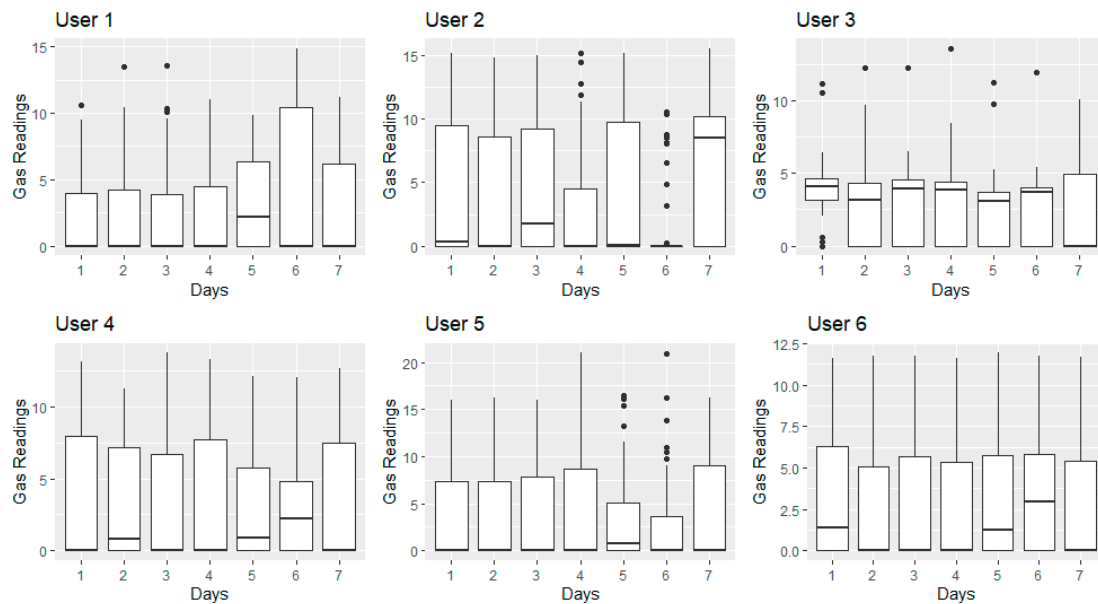 User 1
15
10
5
0
Gas Readings
1 2 3 4 5 6 7
Days
User 2
15
10
5
0
Gas Readings
1 2 3 4 5 6 7
Days
User 3
10
5
0
Gas Readings
1 2 3 4 5 6 7
Days
User 4
10
5
0
Gas Readings
1 2 3 4 5 6 7
Days
User 5
20
15
10
5
0
Gas Readings
1 2 3 4 5 6 7
Days
User 6
12.5
10.0
7.5
5.0
2.5
0.0
Gas Readings
1 2 3 4 5 6 7
Days